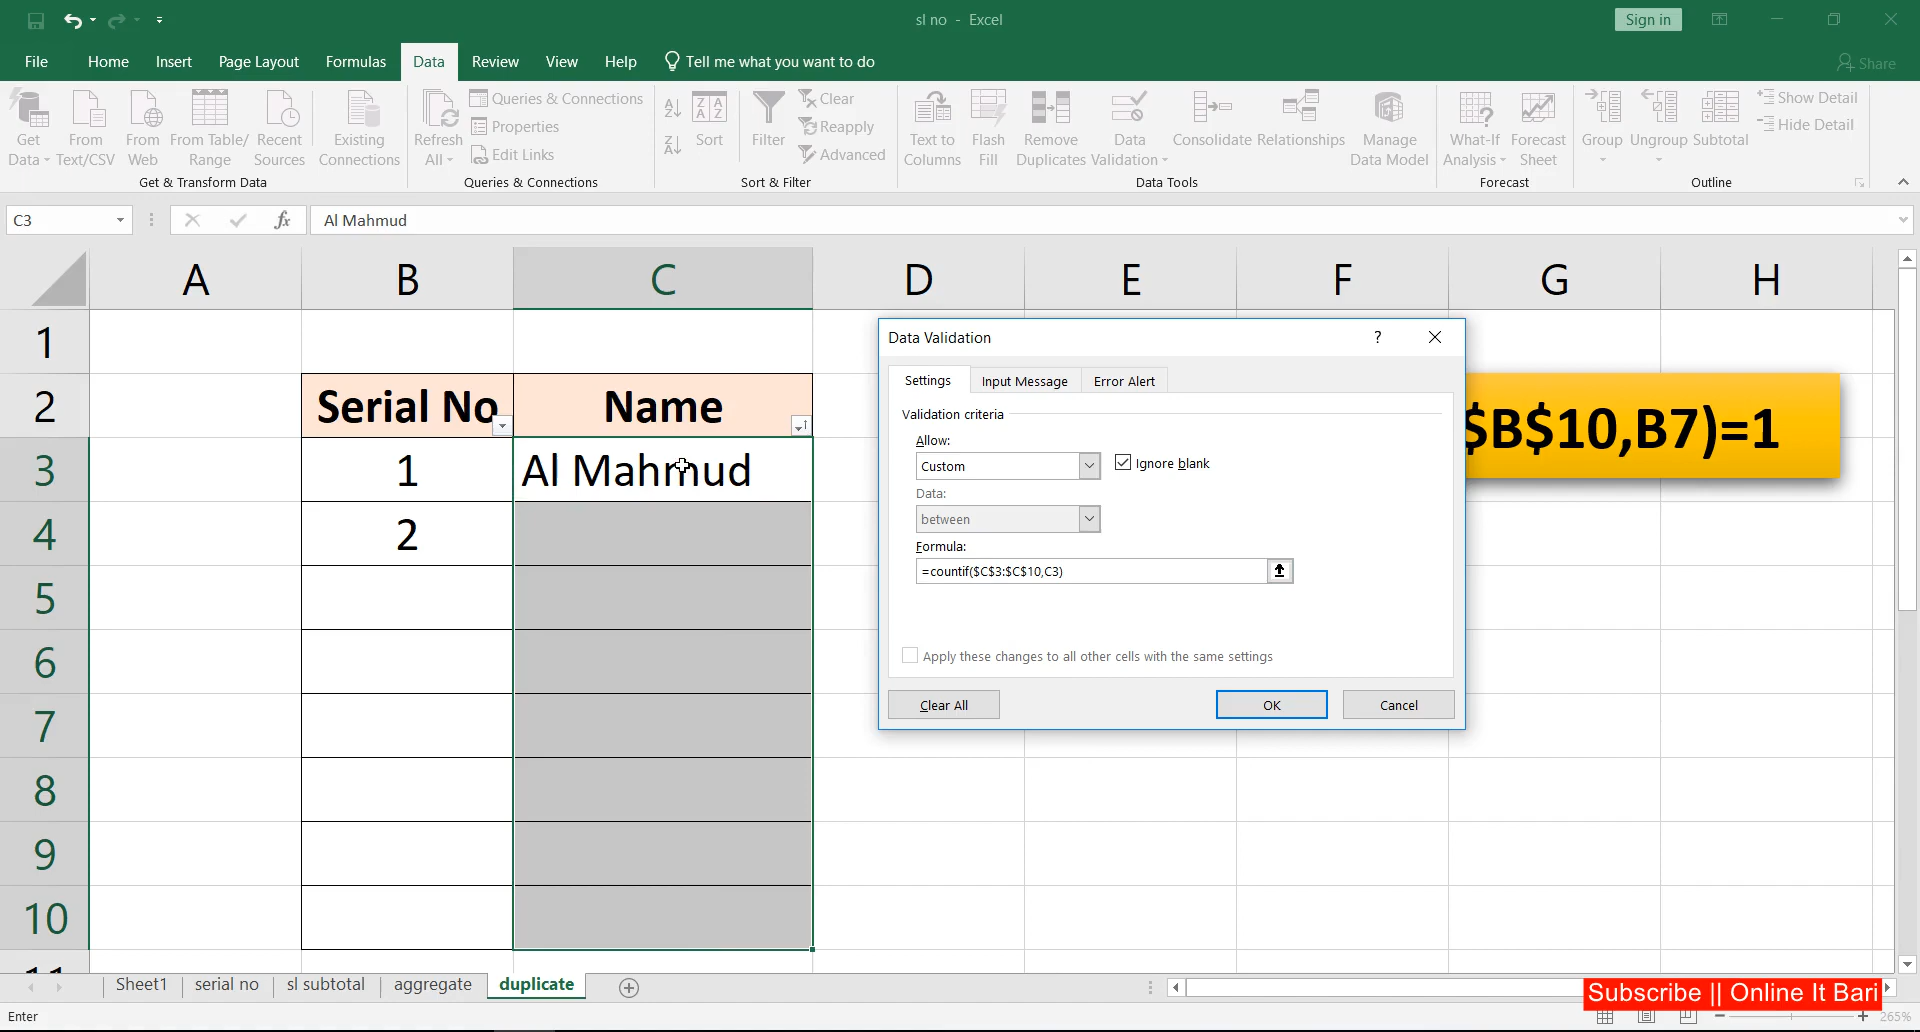 sl no - Excel
Sign in
File Home Insert Page Layout Formulas Data Review View Help Tell me what you want to do
Share
Get Data From Text/CSV From Web From Table/ Range Recent Sources Existing Connections
Get & Transform Data
Refresh All Queries & Connections Properties Edit Links
Queries & Connections
Sort Filter Clear Reapply Advanced
Sort & Filter
Text to Columns Flash Fill Remove Duplicates Data Validation Consolidate Relationships Manage Data Model
Data Tools
What-If Analysis Forecast Sheet
Forecast
Group Ungroup Subtotal Show Detail Hide Detail
Outline
C3 fx Al Mahmud
A B C D E F G H
1
2 Serial No Name
3 1 Al Mahmud
4 2
5
6
7
8
9
10
11
$B$10,B7)=1
Data Validation ?
Settings Input Message Error Alert
Validation criteria
Allow:
Custom Ignore blank
Data:
between
Formula:
=countif($C$3:$C$10,C3)
Apply these changes to all other cells with the same settings
Clear All OK Cancel
Sheet1 serial no sl subtotal aggregate duplicate
Subscribe || Online It Bari
Enter 265%